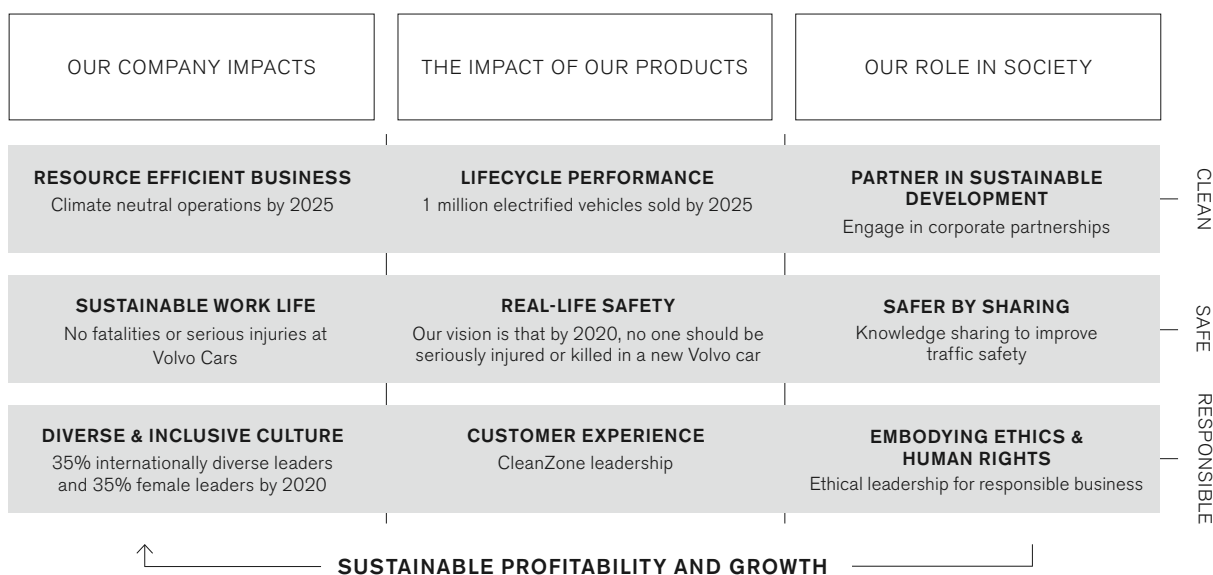 OUR COMPANY IMPACTS
THE IMPACT OF OUR PRODUCTS
OUR ROLE IN SOCIETY
RESOURCE EFFICIENT BUSINESS
Climate neutral operations by 2025
LIFECYCLE PERFORMANCE
1 million electrified vehicles sold by 2025
PARTNER IN SUSTAINABLE
DEVELOPMENT
Engage in corporate partnerships
CLEAN
SUSTAINABLE WORK LIFE
No fatalities or serious injuries at
Volvo Cars
REAL-LIFE SAFETY
Our vision is that by 2020, no one should be
seriously injured or killed in a new Volvo car
SAFER BY SHARING
Knowledge sharing to improve
traffic safety
SAFE
DIVERSE & INCLUSIVE CULTURE
35% internationally diverse leaders
and 35% female leaders by 2020
CUSTOMER EXPERIENCE
CleanZone leadership
EMBODYING ETHICS &
HUMAN RIGHTS
Ethical leadership for responsible business
RESPONSIBLE
SUSTAINABLE PROFITABILITY AND GROWTH